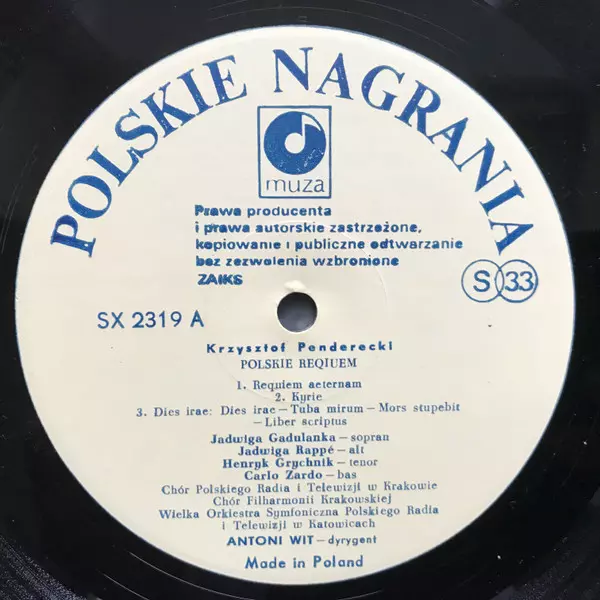 POLSKIE NAGRANIA
muza
Prawa producenta
i prawa autorskie zastrzeżone,
kopiowanie i publiczne odtwarzanie
bez zezwolenia wzbronione
ZAIKS
S 33
SX 2319 A
Krzysztof Penderecki
POLSKIE REQIUEM
1. Requiem aeternam
2. Kyrie
3. Dies irae: Dies irae — Tuba mirum — Mors stupebit
— Liber scriptus
Jadwiga Gadulanka — sopran
Jadwiga Rappé — alt
Henryk Grychnik — tenor
Carlo Zardo — bas
Chór Polskiego Radia i Telewizji w Krakowie
Chór Filharmonii Krakowskiej
Wielka Orkiestra Symfoniczna Polskiego Radia
i Telewizji w Katowicach
ANTONI WIT — dyrygent
Made in Poland